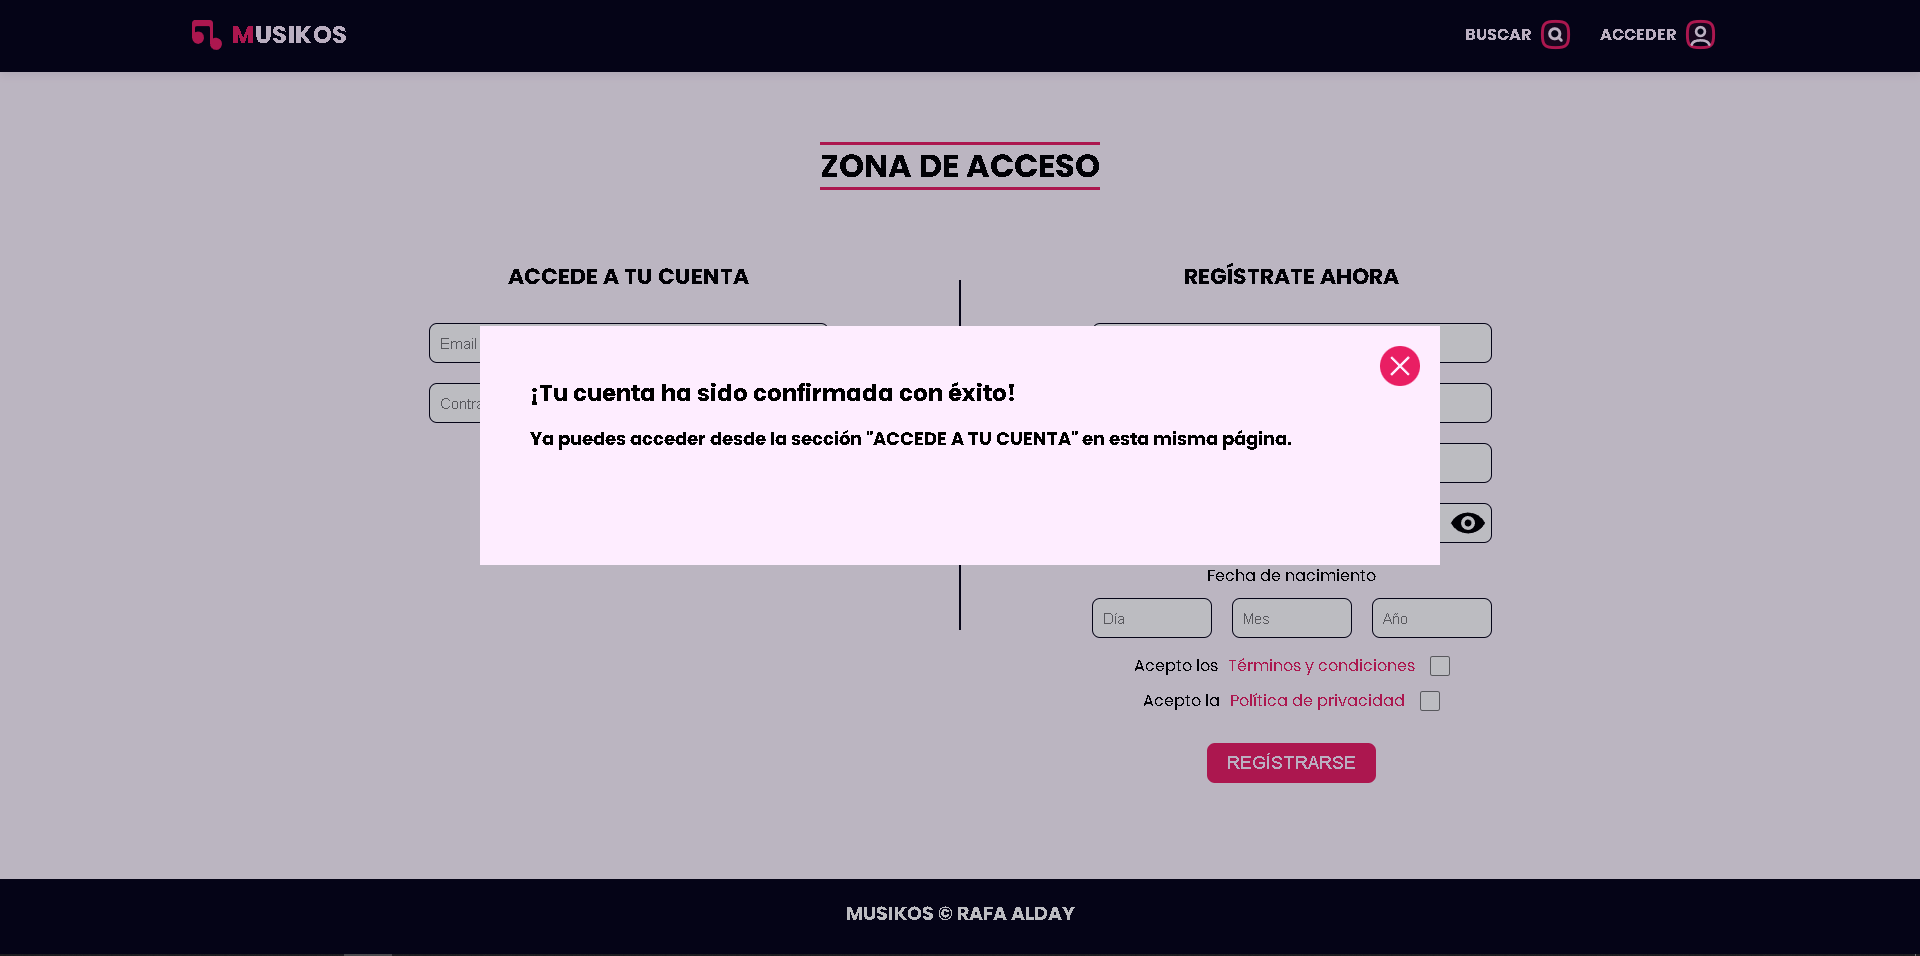 MUSIKOS
BUSCAR
ACCEDER
ZONA DE ACCESO
ACCEDE A TU CUENTA
REGÍSTRATE AHORA
Email
¡Tu cuenta ha sido confirmada con éxito!
Ya puedes acceder desde la sección "ACCEDE A TU CUENTA" en esta misma página.
Fecha de nacimiento
Día
Mes
Año
Acepto los Términos y condiciones
Acepto la Política de privacidad
REGÍSTRARSE
MUSIKOS © RAFA ALDAY